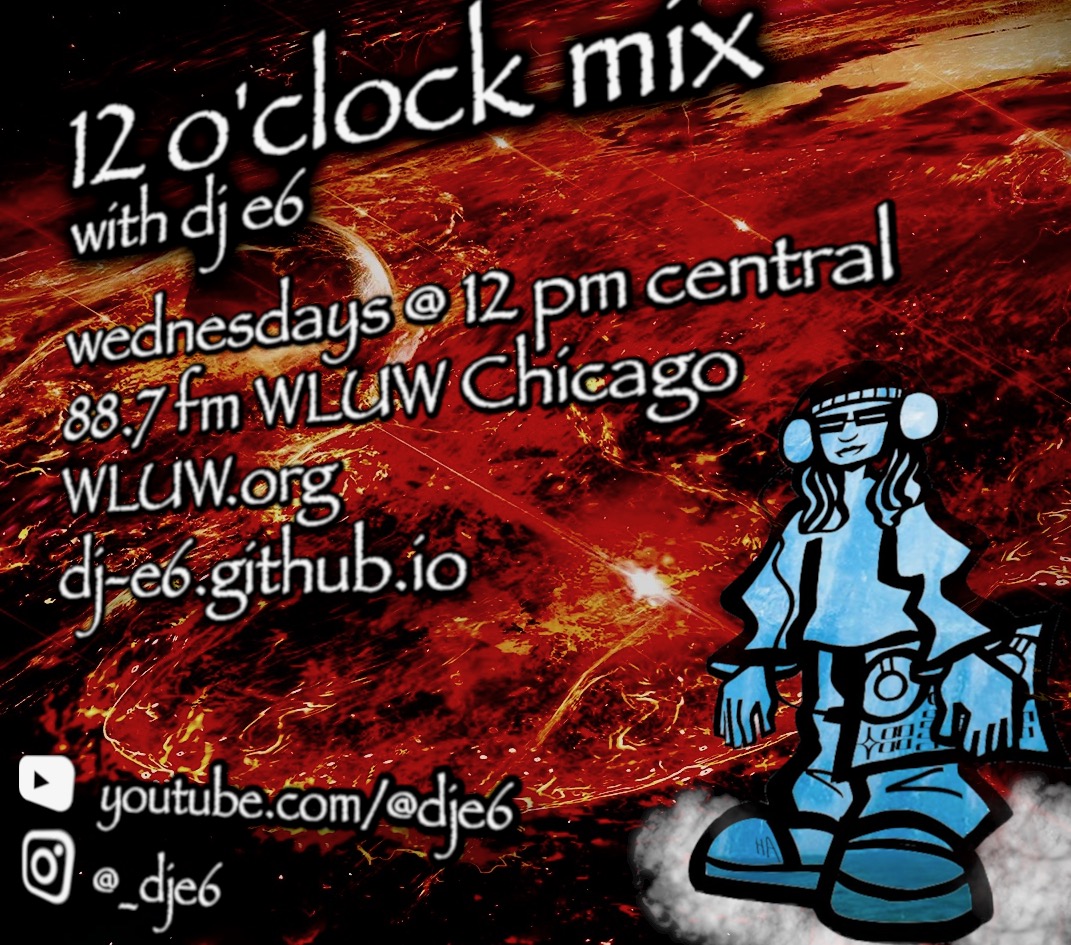 12 o'clock mix
with dj e6
wednesdays @ 12 pm central
88.7 fm WLUW Chicago
WLUW.org
dj-e6.github.io
youtube.com/@dje6
@_dje6
HA